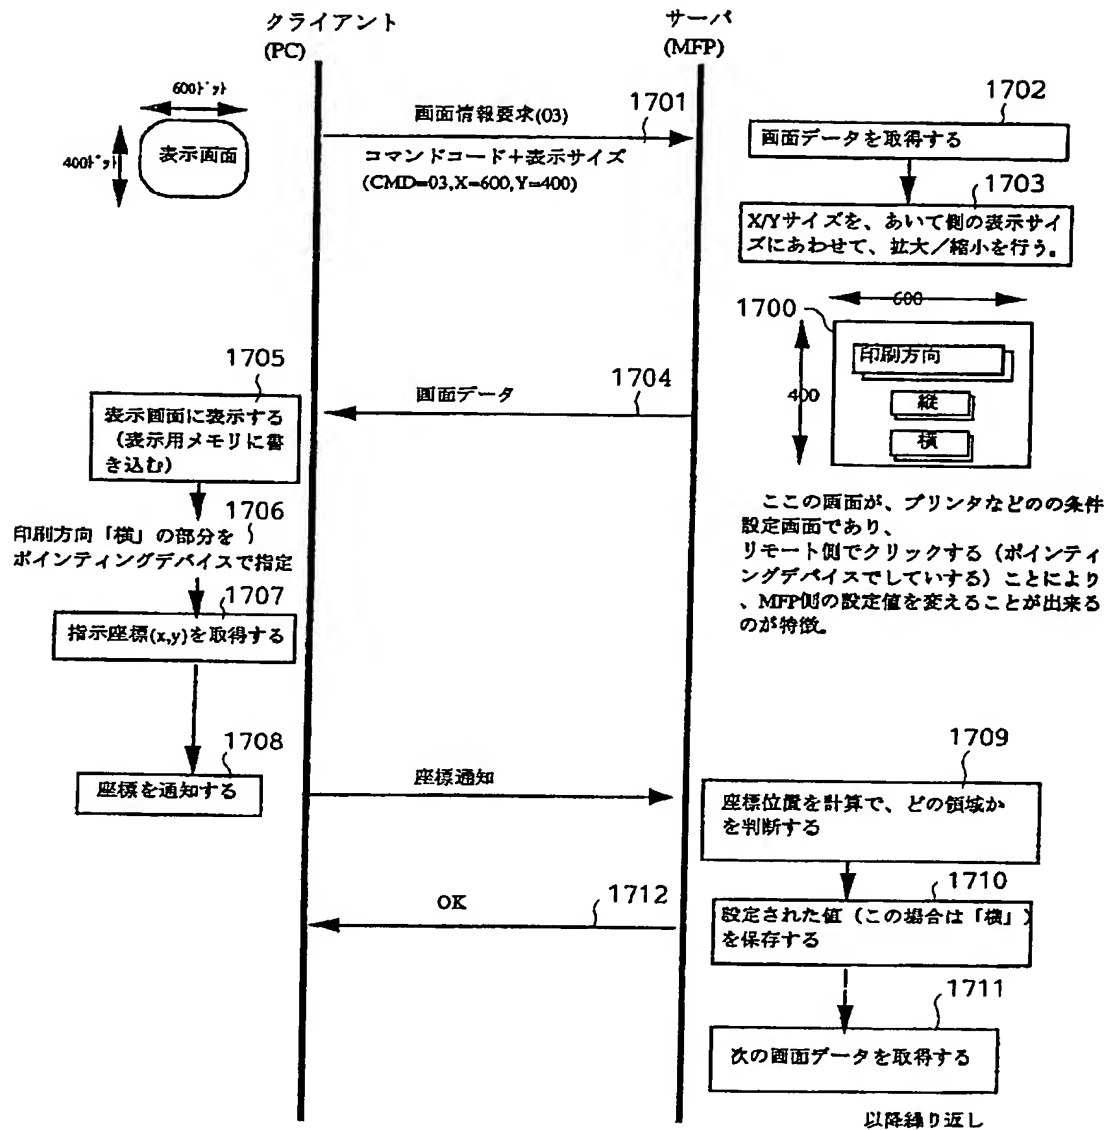 クライアント
(PC)
サーバ
(MFP)
600ﾄﾞｯﾄ
400ﾄﾞｯﾄ
表示画面
画面情報要求(03)
1701
コマンドコード+表示サイズ
(CMD=03,X=600,Y=400)
1702
画面データを取得する
1703
X/Yサイズを、あいて側の表示サイ
ズにあわせて、拡大/縮小を行う。
1700
600
400
印刷方向
縦
横
1704
画面データ
1705
表示画面に表示する
(表示用メモリに書
き込む)
1706
印刷方向「横」の部分を
ポインティングデバイスで指定
ここの画面が、プリンタなどのの条件
設定画面であり、
リモート側でクリックする(ポインティ
ングデバイスでしていする)ことにより
、MFP側の設定値を変えることが出来る
のが特徴。
1707
指示座標(x,y)を取得する
1708
座標を通知する
座標通知
1709
座標位置を計算で、どの領域か
を判断する
1710
設定された値(この場合は「横」)
を保存する
OK
1712
1711
次の画面データを取得する
以降繰り返し